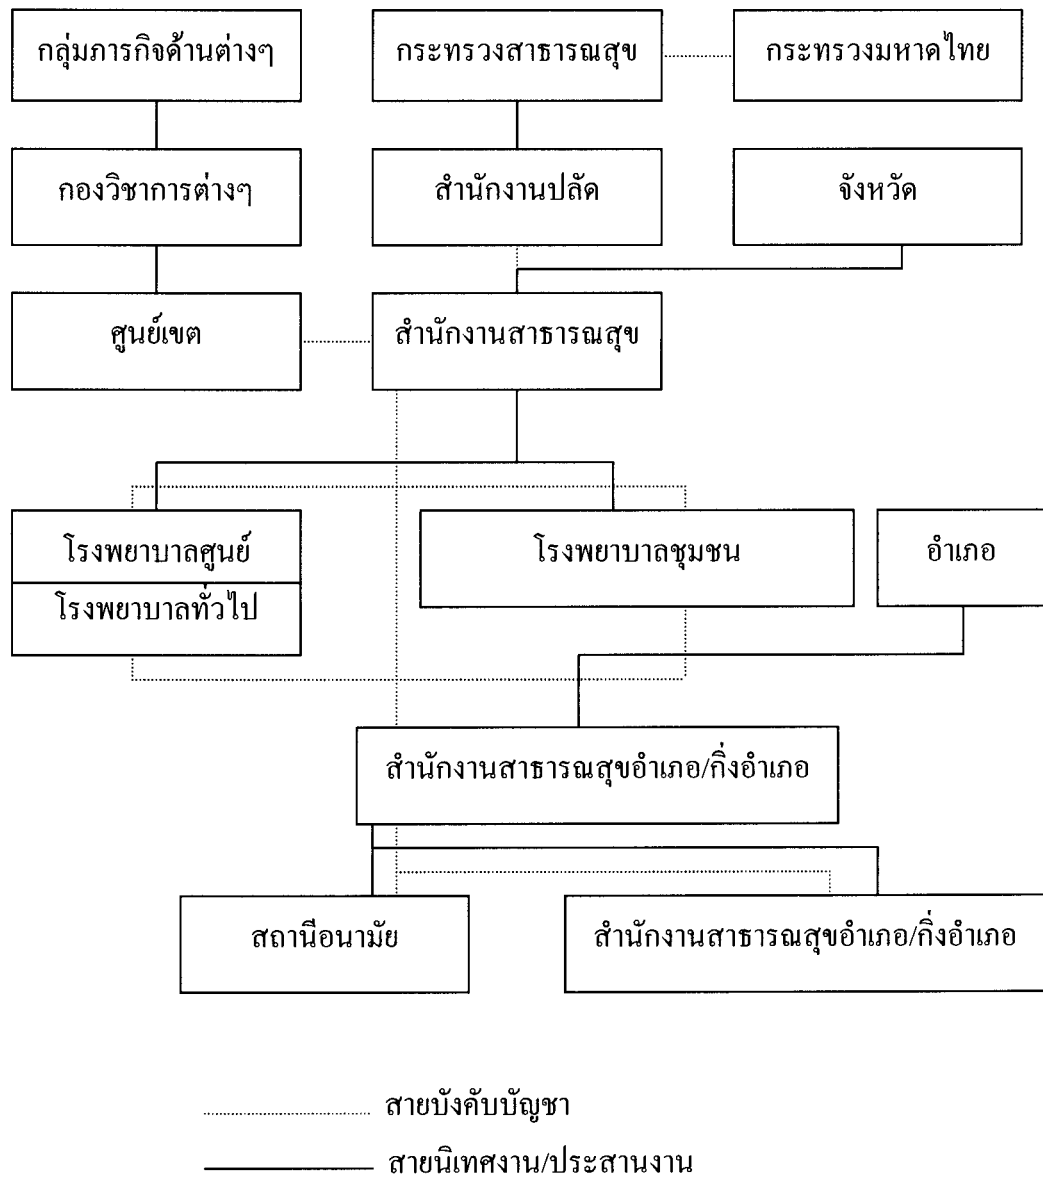 กลุ่มภารกิจด้านต่างๆ
กระทรวงสาธารณสุข
กระทรวงมหาดไทย
กองวิชาการต่างๆ
สำนักงานปลัด
จังหวัด
ศูนย์เขต
สำนักงานสาธารณสุข
โรงพยาบาลศูนย์
โรงพยาบาลทั่วไป
โรงพยาบาลชุมชน
อำเภอ
สำนักงานสาธารณสุขอำเภอ/กิ่งอำเภอ
สถานีอนามัย
สำนักงานสาธารณสุขอำเภอ/กิ่งอำเภอ
สายบังคับบัญชา
สายนิเทศงาน/ประสานงาน